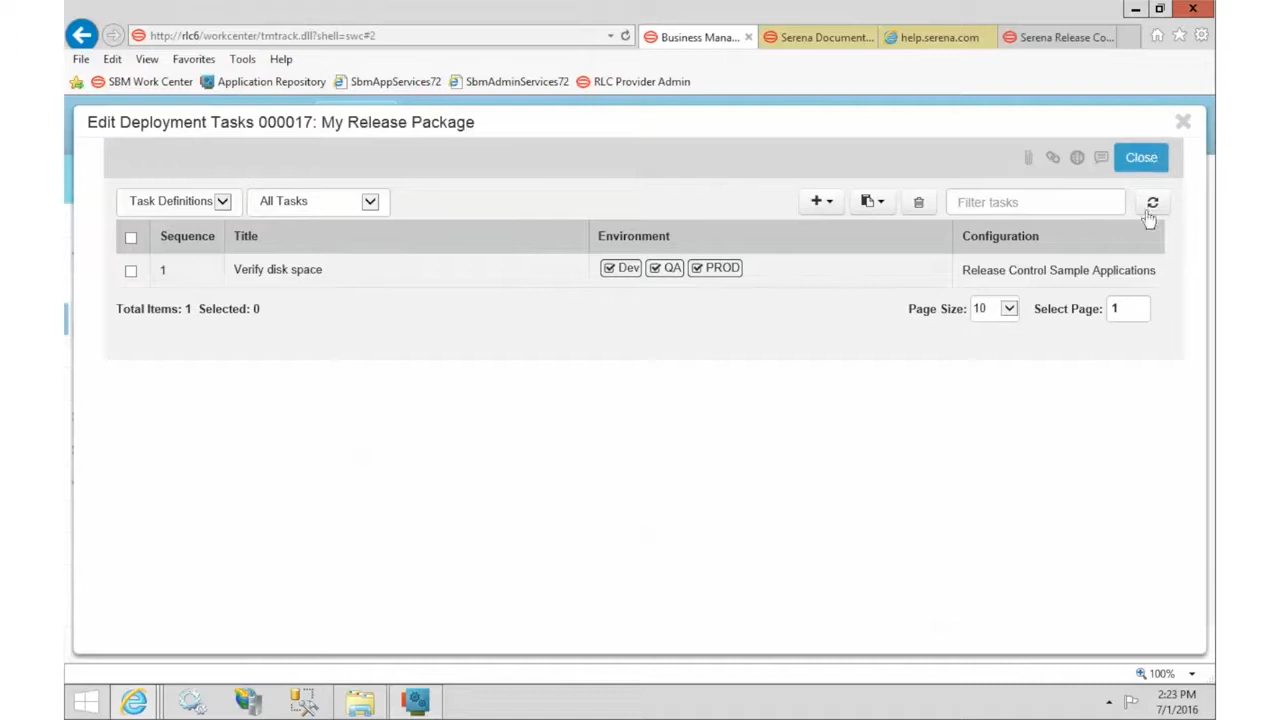 http://rlc6/workcenter/tmtrack.dll?shell=swc#2
Business Mana...
Serena Document...
help.serena.com
Serena Release Co...
File Edit View Favorites Tools Help
SBM Work Center Application Repository SbmAppServices72 SbmAdminServices72 RLC Provider Admin
Edit Deployment Tasks 000017: My Release Package
Close
Task Definitions All Tasks Filter tasks
Sequence Title Environment Configuration
1 Verify disk space Dev QA PROD Release Control Sample Applications
Total Items: 1 Selected: 0 Page Size: 10 Select Page: 1
100%
2:23 PM
7/1/2016